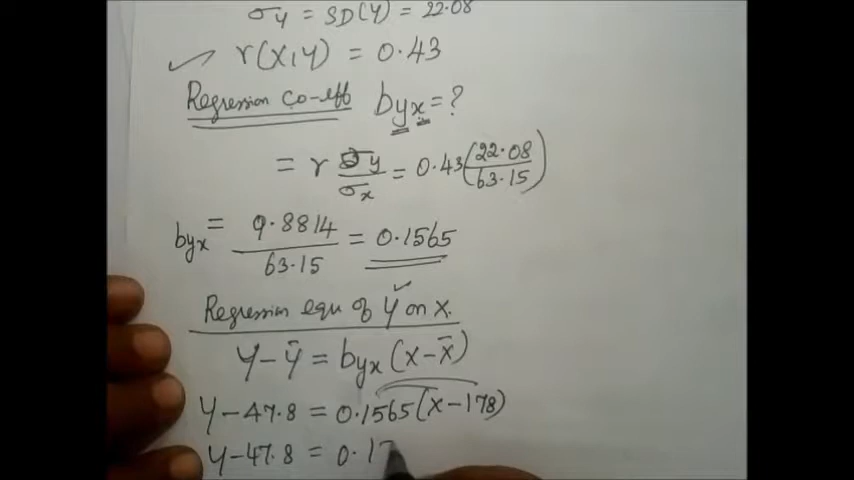 σy = SD(Y) = 22.08
r(X,Y) = 0.43
Regression co-eff byx = ?
= r σy/σx = 0.43(22.08/63.15)
byx = 9.8814/63.15 = 0.1565
Regression equ of Y on X.
Y - ȳ = byx (X - x̄)
Y - 47.8 = 0.1565(X - 178)
Y - 47.8 = 0.1